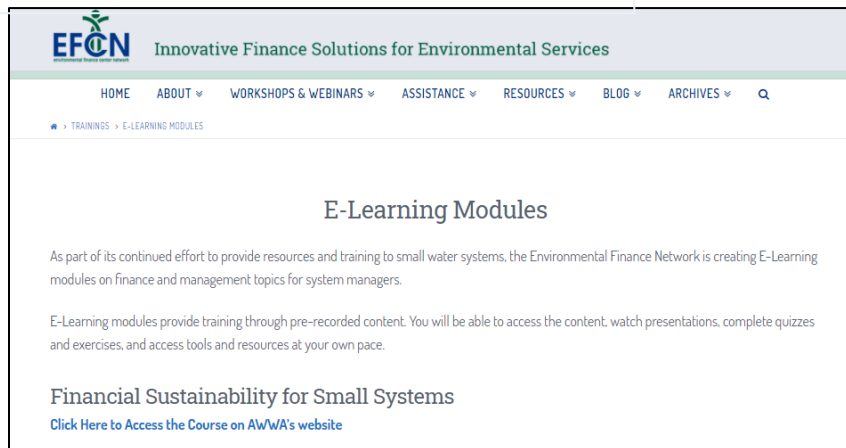 EFCN
environmental finance center network
Innovative Finance Solutions for Environmental Services
HOME ABOUT WORKSHOPS & WEBINARS ASSISTANCE RESOURCES BLOG ARCHIVES
> TRAININGS > E-LEARNING MODULES
E-Learning Modules
As part of its continued effort to provide resources and training to small water systems, the Environmental Finance Network is creating E-Learning
modules on finance and management topics for system managers.
E-Learning modules provide training through pre-recorded content. You will be able to access the content, watch presentations, complete quizzes
and exercises, and access tools and resources at your own pace.
Financial Sustainability for Small Systems
Click Here to Access the Course on AWWA's website